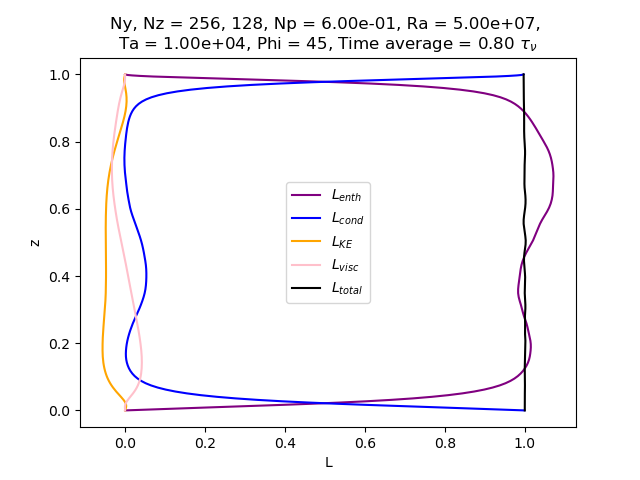 Ny, Nz = 256, 128, Np = 6.00e-01, Ra = 5.00e+07,
Ta = 1.00e+04, Phi = 45, Time average = 0.80 τ_ν
1.0
0.8
0.6
0.4
0.2
0.0
z
L_enth
L_cond
L_KE
L_visc
L_total
0.0 0.2 0.4 0.6 0.8 1.0
L